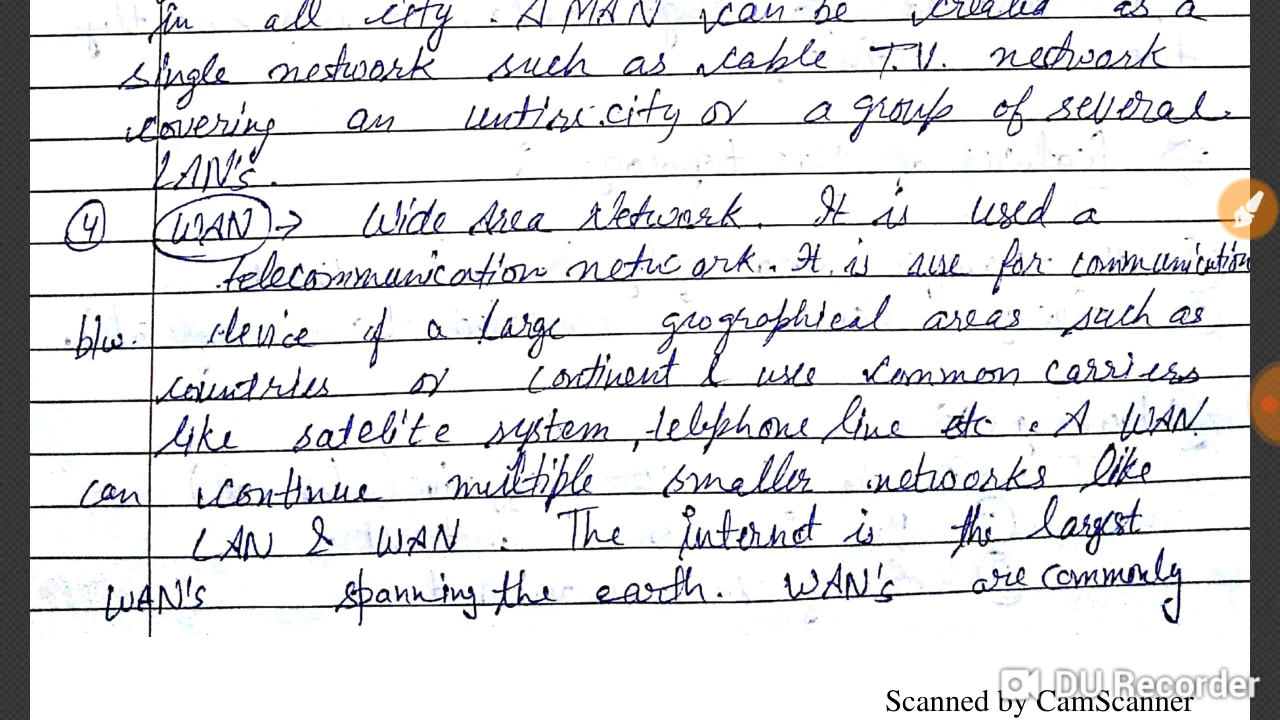 in all city. A MAN can be created as a
single network such as cable T.V. network
covering an entire city or a group of several
LAN's.
④ WAN → Wide Area Network. It is used a
telecommunication network. It is use for communication
b/w. device of a large geographical areas such as
countries or continent & uses common carriers
like satelite system, telephone line etc. A WAN
can continue multiple smaller networks like
LAN & WAN. The internet is the largest
WAN's spanning the earth. WAN's are commonly
DU Recorder
Scanned by CamScanner